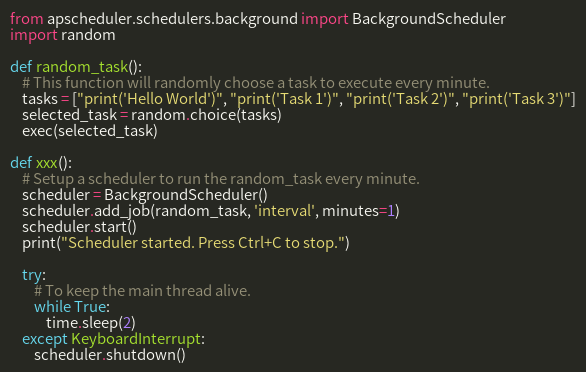 from apscheduler.schedulers.background import BackgroundScheduler
import random

def random_task():
    # This function will randomly choose a task to execute every minute.
    tasks = ["print('Hello World')", "print('Task 1')", "print('Task 2')", "print('Task 3')"]
    selected_task = random.choice(tasks)
    exec(selected_task)

def xxx():
    # Setup a scheduler to run the random_task every minute.
    scheduler = BackgroundScheduler()
    scheduler.add_job(random_task, 'interval', minutes=1)
    scheduler.start()
    print("Scheduler started. Press Ctrl+C to stop.")

    try:
        # To keep the main thread alive.
        while True:
            time.sleep(2)
    except KeyboardInterrupt:
        scheduler.shutdown()